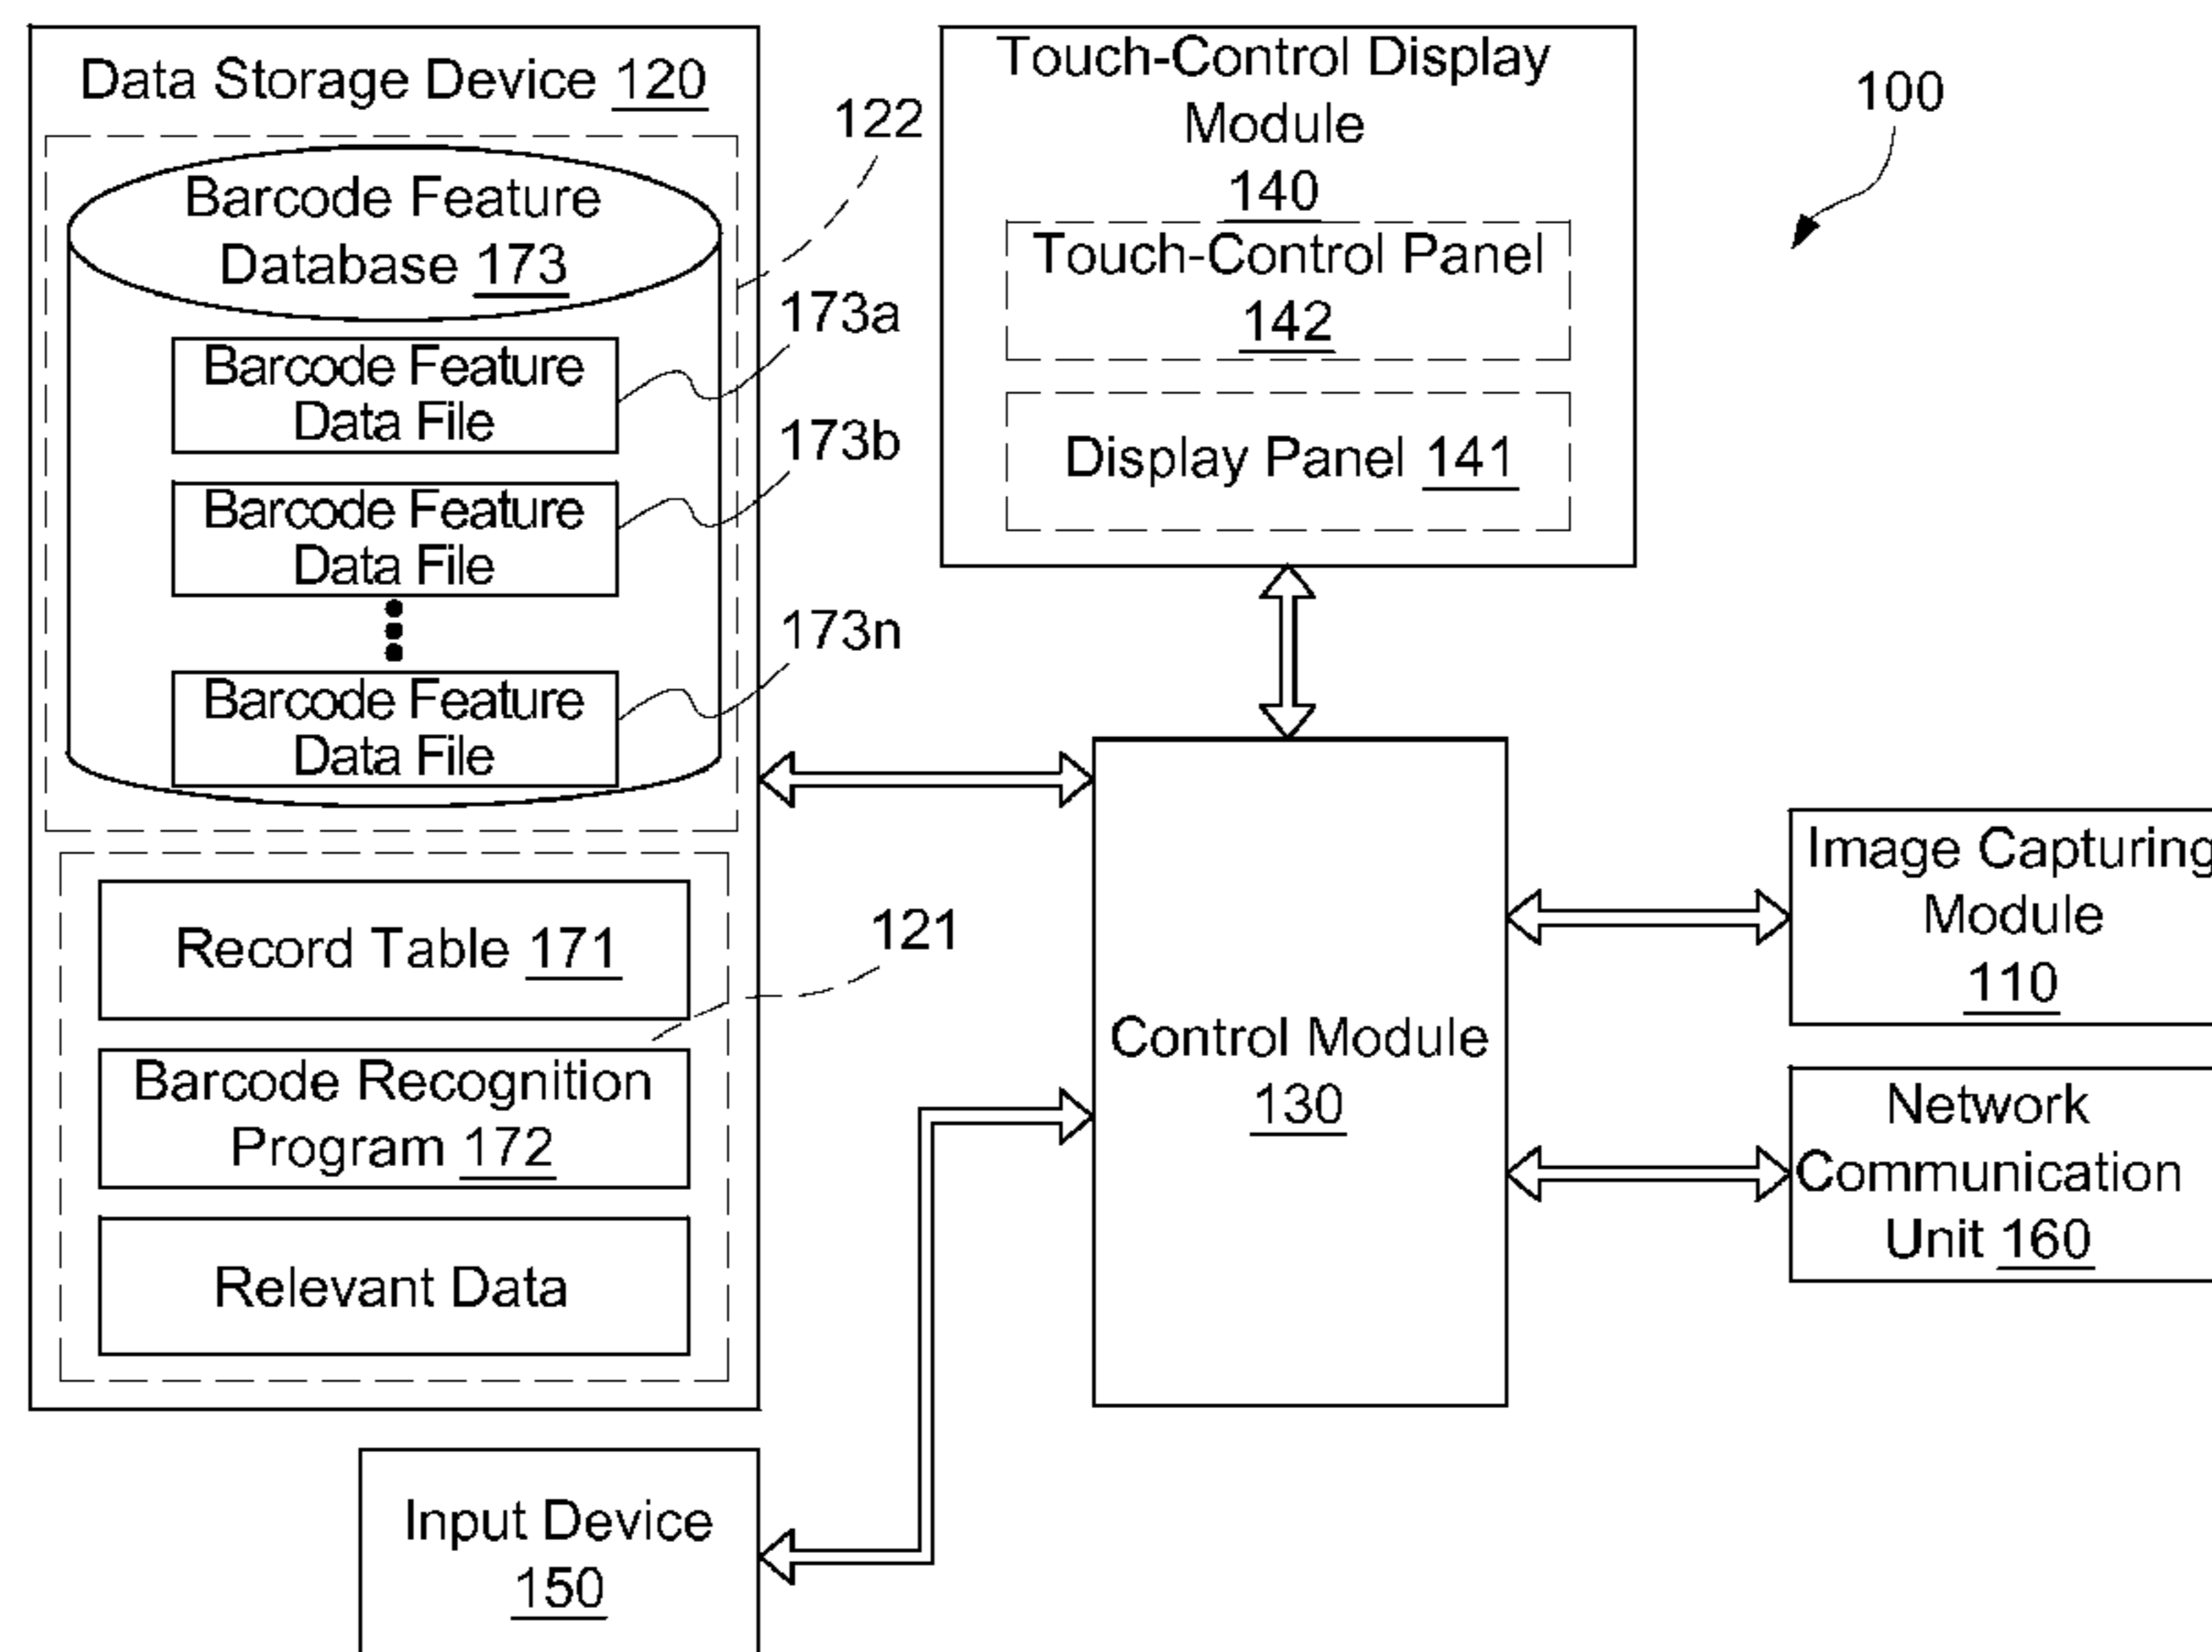 Data Storage Device 120
122
Barcode Feature
Database 173
173a
Barcode Feature
Data File
173b
Barcode Feature
Data File
173n
Barcode Feature
Data File
121
Record Table 171
Barcode Recognition
Program 172
Relevant Data
Touch-Control Display
Module
140
Touch-Control Panel
142
Display Panel 141
100
Control Module
130
Image Capturing
Module
110
Network
Communication
Unit 160
Input Device
150